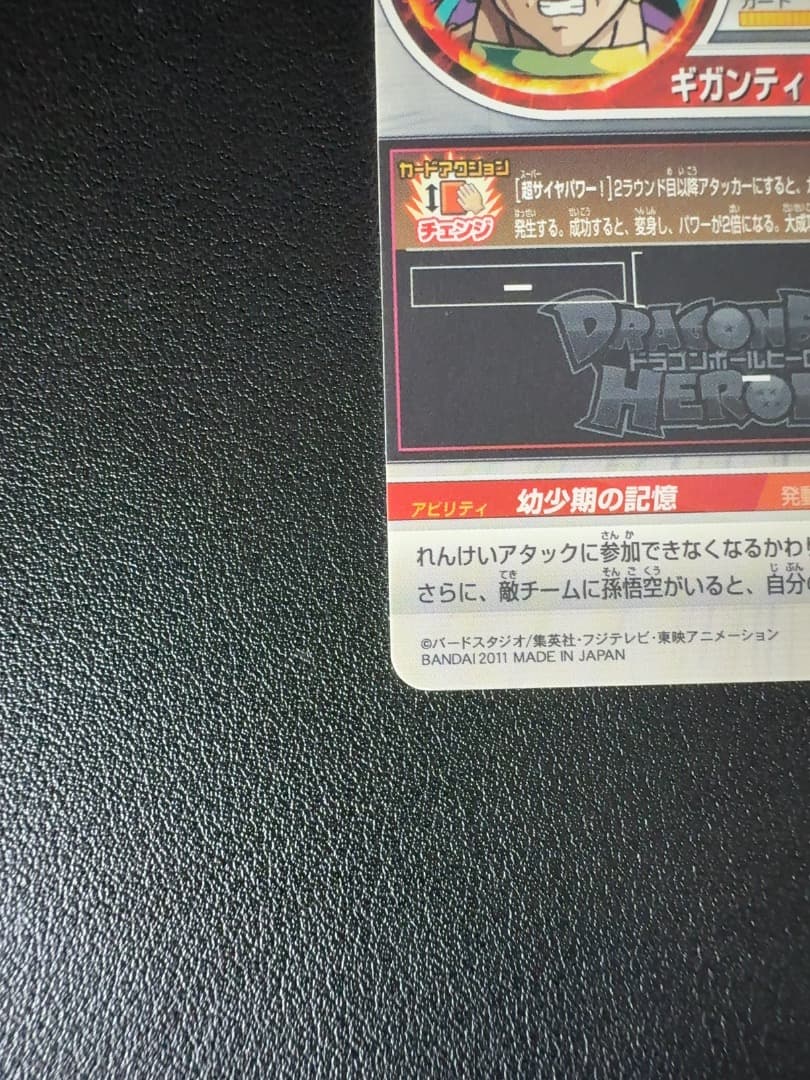 カード
ギガンティ
カードアクション
チェンジ
[超サイヤパワー!]2ラウンド目以降アタッカーにすると、
発生する。成功すると、変身し、パワーが2倍になる。大成
DRAGON B
ドラゴンボールヒーロ
HERO
アビリティ 幼少期の記憶 発動
れんけいアタックに参加できなくなるかわり
さらに、敵チームに孫悟空がいると、自分の
©バードスタジオ/集英社・フジテレビ・東映アニメーション
BANDAI 2011 MADE IN JAPAN